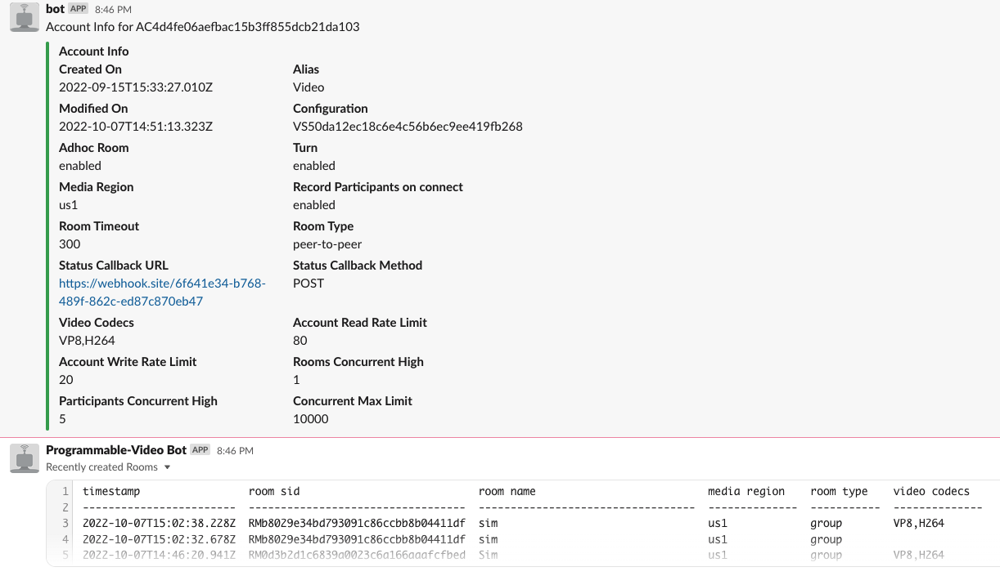 bot APP 8:46 PM
Account Info for AC4d4fe06aefbac15b3ff855dcb21da103
Account Info
Created On Alias
2022-09-15T15:33:27.010Z Video
Modified On Configuration
2022-10-07T14:51:13.323Z VS50da12ec18c6e4c56b6ec9ee419fb268
Adhoc Room Turn
enabled enabled
Media Region Record Participants on connect
us1 enabled
Room Timeout Room Type
300 peer-to-peer
Status Callback URL Status Callback Method
https://webhook.site/6f641e34-b768- POST
489f-862c-ed87c870eb47
Video Codecs Account Read Rate Limit
VP8,H264 80
Account Write Rate Limit Rooms Concurrent High
20 1
Participants Concurrent High Concurrent Max Limit
5 10000
Programmable-Video Bot APP 8:46 PM
Recently created Rooms
1 timestamp room sid room name media region room type video codecs
2 ------------------------ ---------------------------------- ---------------------------------- -------------- ----------- --------------
3 2022-10-07T15:02:38.228Z RMb8029e34bd793091c86ccbb8b04411df sim us1 group VP8,H264
4 2022-10-07T15:02:32.678Z RMb8029e34bd793091c86ccbb8b04411df sim us1 group
5 2022-10-07T14:46:20.941Z Sim us1 group VP8,H264